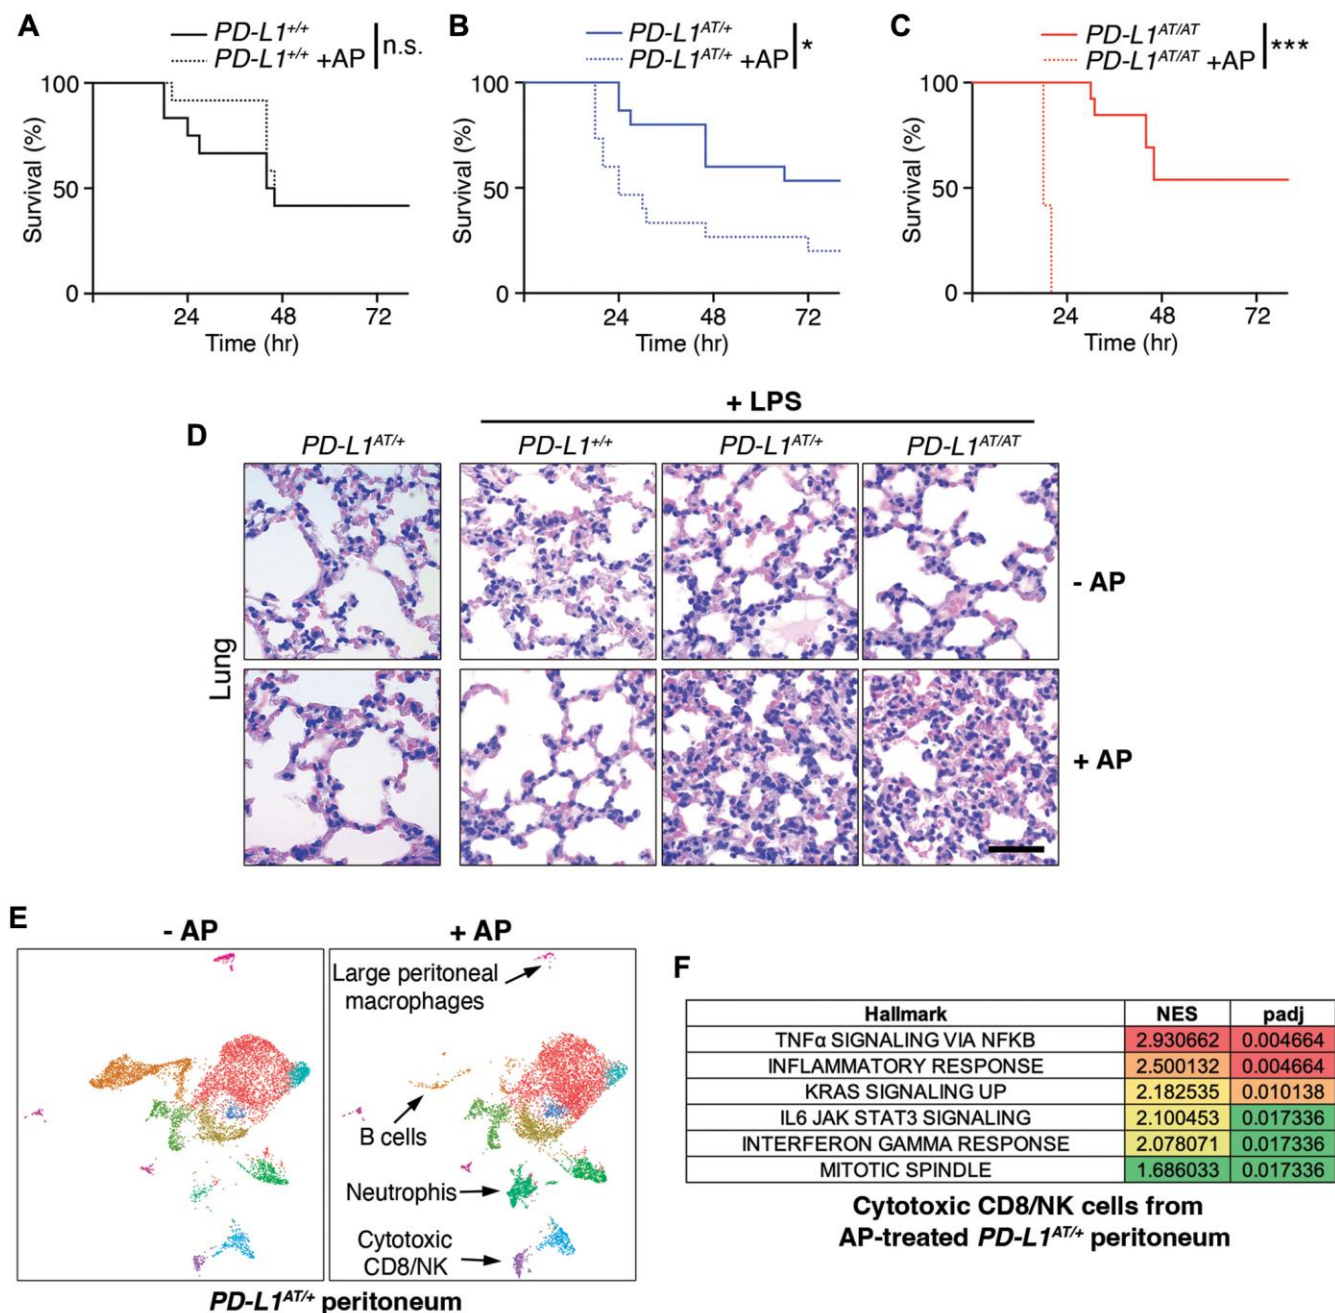 A
PD-L1+/+
PD-L1+/+ +AP
n.s.
100
50
0
Survival (%)
24 48 72
Time (hr)
B
PD-L1AT/+
PD-L1AT/+ +AP
*
100
50
0
Survival (%)
24 48 72
Time (hr)
C
PD-L1AT/AT
PD-L1AT/AT +AP
***
100
50
0
Survival (%)
24 48 72
Time (hr)
D
+ LPS
PD-L1AT/+ PD-L1+/+ PD-L1AT/+ PD-L1AT/AT
Lung
- AP
+ AP
E
- AP + AP
Large peritoneal
macrophages
B cells
Neutrophis
Cytotoxic
CD8/NK
PD-L1AT/+ peritoneum
F
Hallmark NES padj
TNFα SIGNALING VIA NFKB 2.930662 0.004664
INFLAMMATORY RESPONSE 2.500132 0.004664
KRAS SIGNALING UP 2.182535 0.010138
IL6 JAK STAT3 SIGNALING 2.100453 0.017336
INTERFERON GAMMA RESPONSE 2.078071 0.017336
MITOTIC SPINDLE 1.686033 0.017336
Cytotoxic CD8/NK cells from
AP-treated PD-L1AT/+ peritoneum